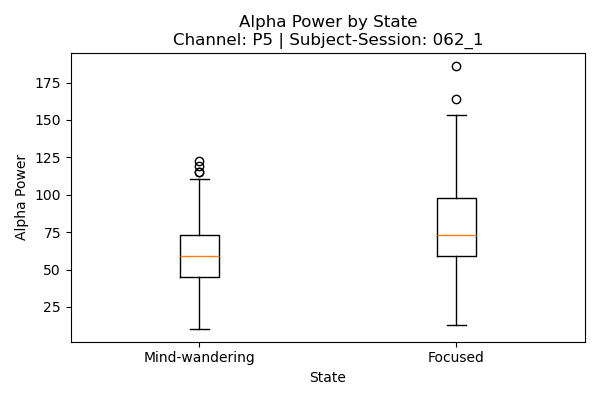 Alpha Power by State
Channel: P5 | Subject-Session: 062_1
Alpha Power
175
150
125
100
75
50
25
Mind-wandering
Focused
State